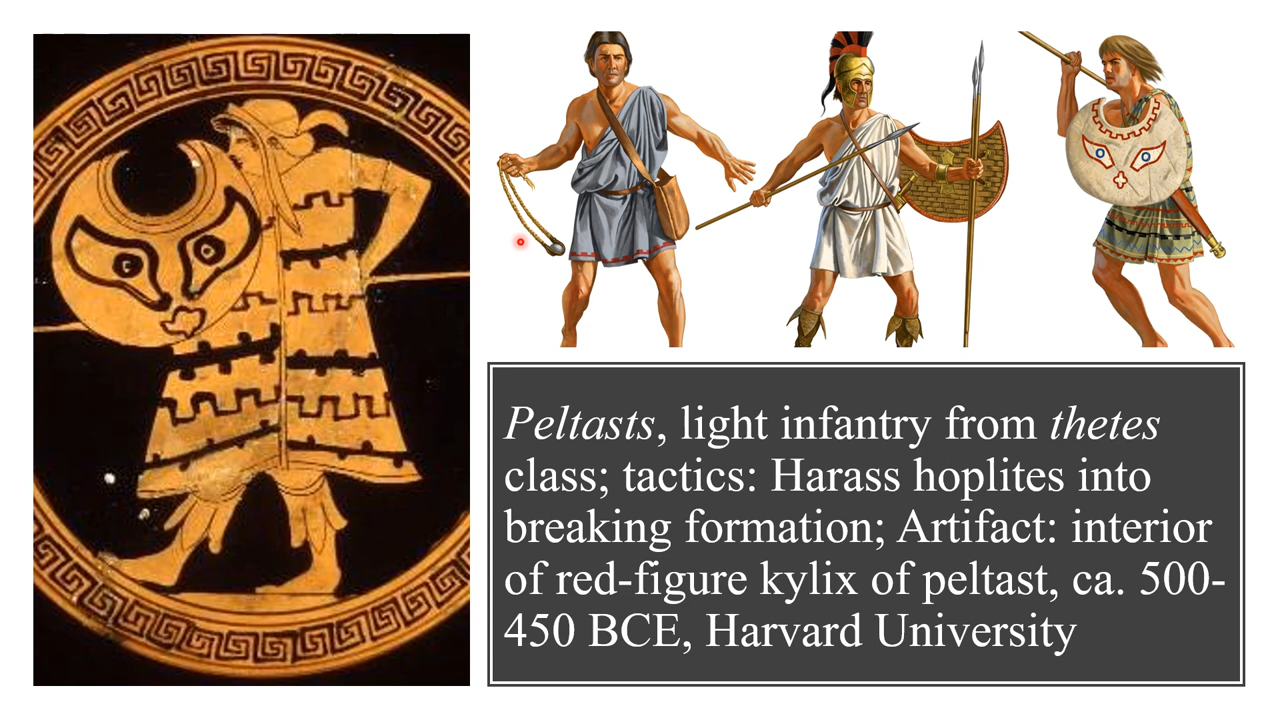 Peltasts, light infantry from thetes
class; tactics: Harass hoplites into
breaking formation; Artifact: interior
of red-figure kylix of peltast, ca. 500-
450 BCE, Harvard University